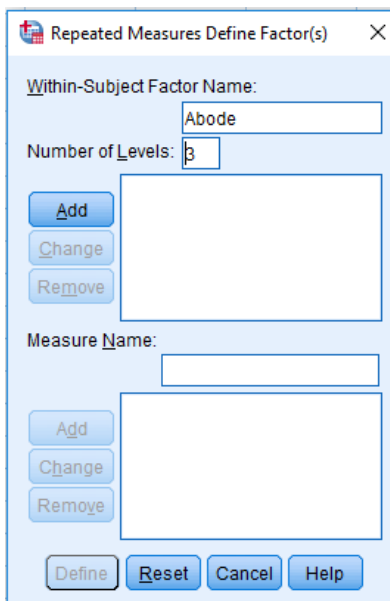 Repeated Measures Define Factor(s)
Within-Subject Factor Name:
Abode
Number of Levels: 3
Add
Change
Remove
Measure Name:
Add
Change
Remove
Define Reset Cancel Help